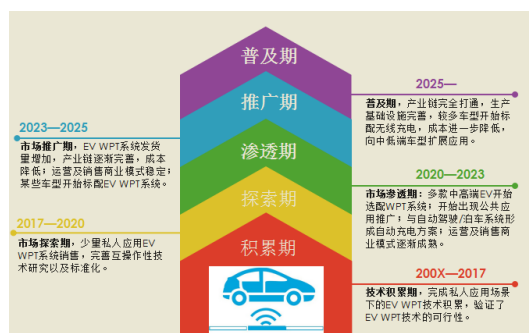 普及期
推广期
渗透期
探索期
积累期
2023—2025
市场推广期，EV WPT系统发货
量增加，产业链逐渐完善，成本
降低；运营及销售商业模式稳定；
某些车型开始标配EV WPT系统。
2017—2020
市场探索期，少量私人应用EV
WPT系统销售，完善互操作性技
术研究以及标准化。
2025—
普及期，产业链完全打通，生产
基础设施完善，较多车型开始标
配无线充电，成本进一步降低，
向中低端车型扩展应用。
2020—2023
市场渗透期：多款中高端EV开始
选配WPT系统；开始出现公共应
用推广；与自动驾驶/泊车系统形
成自动充电方案；运营及销售商
业模式逐渐成熟。
200X—2017
技术积累期，完成私人应用场景
下的EV WPT技术积累，验证了
EV WPT技术的可行性。